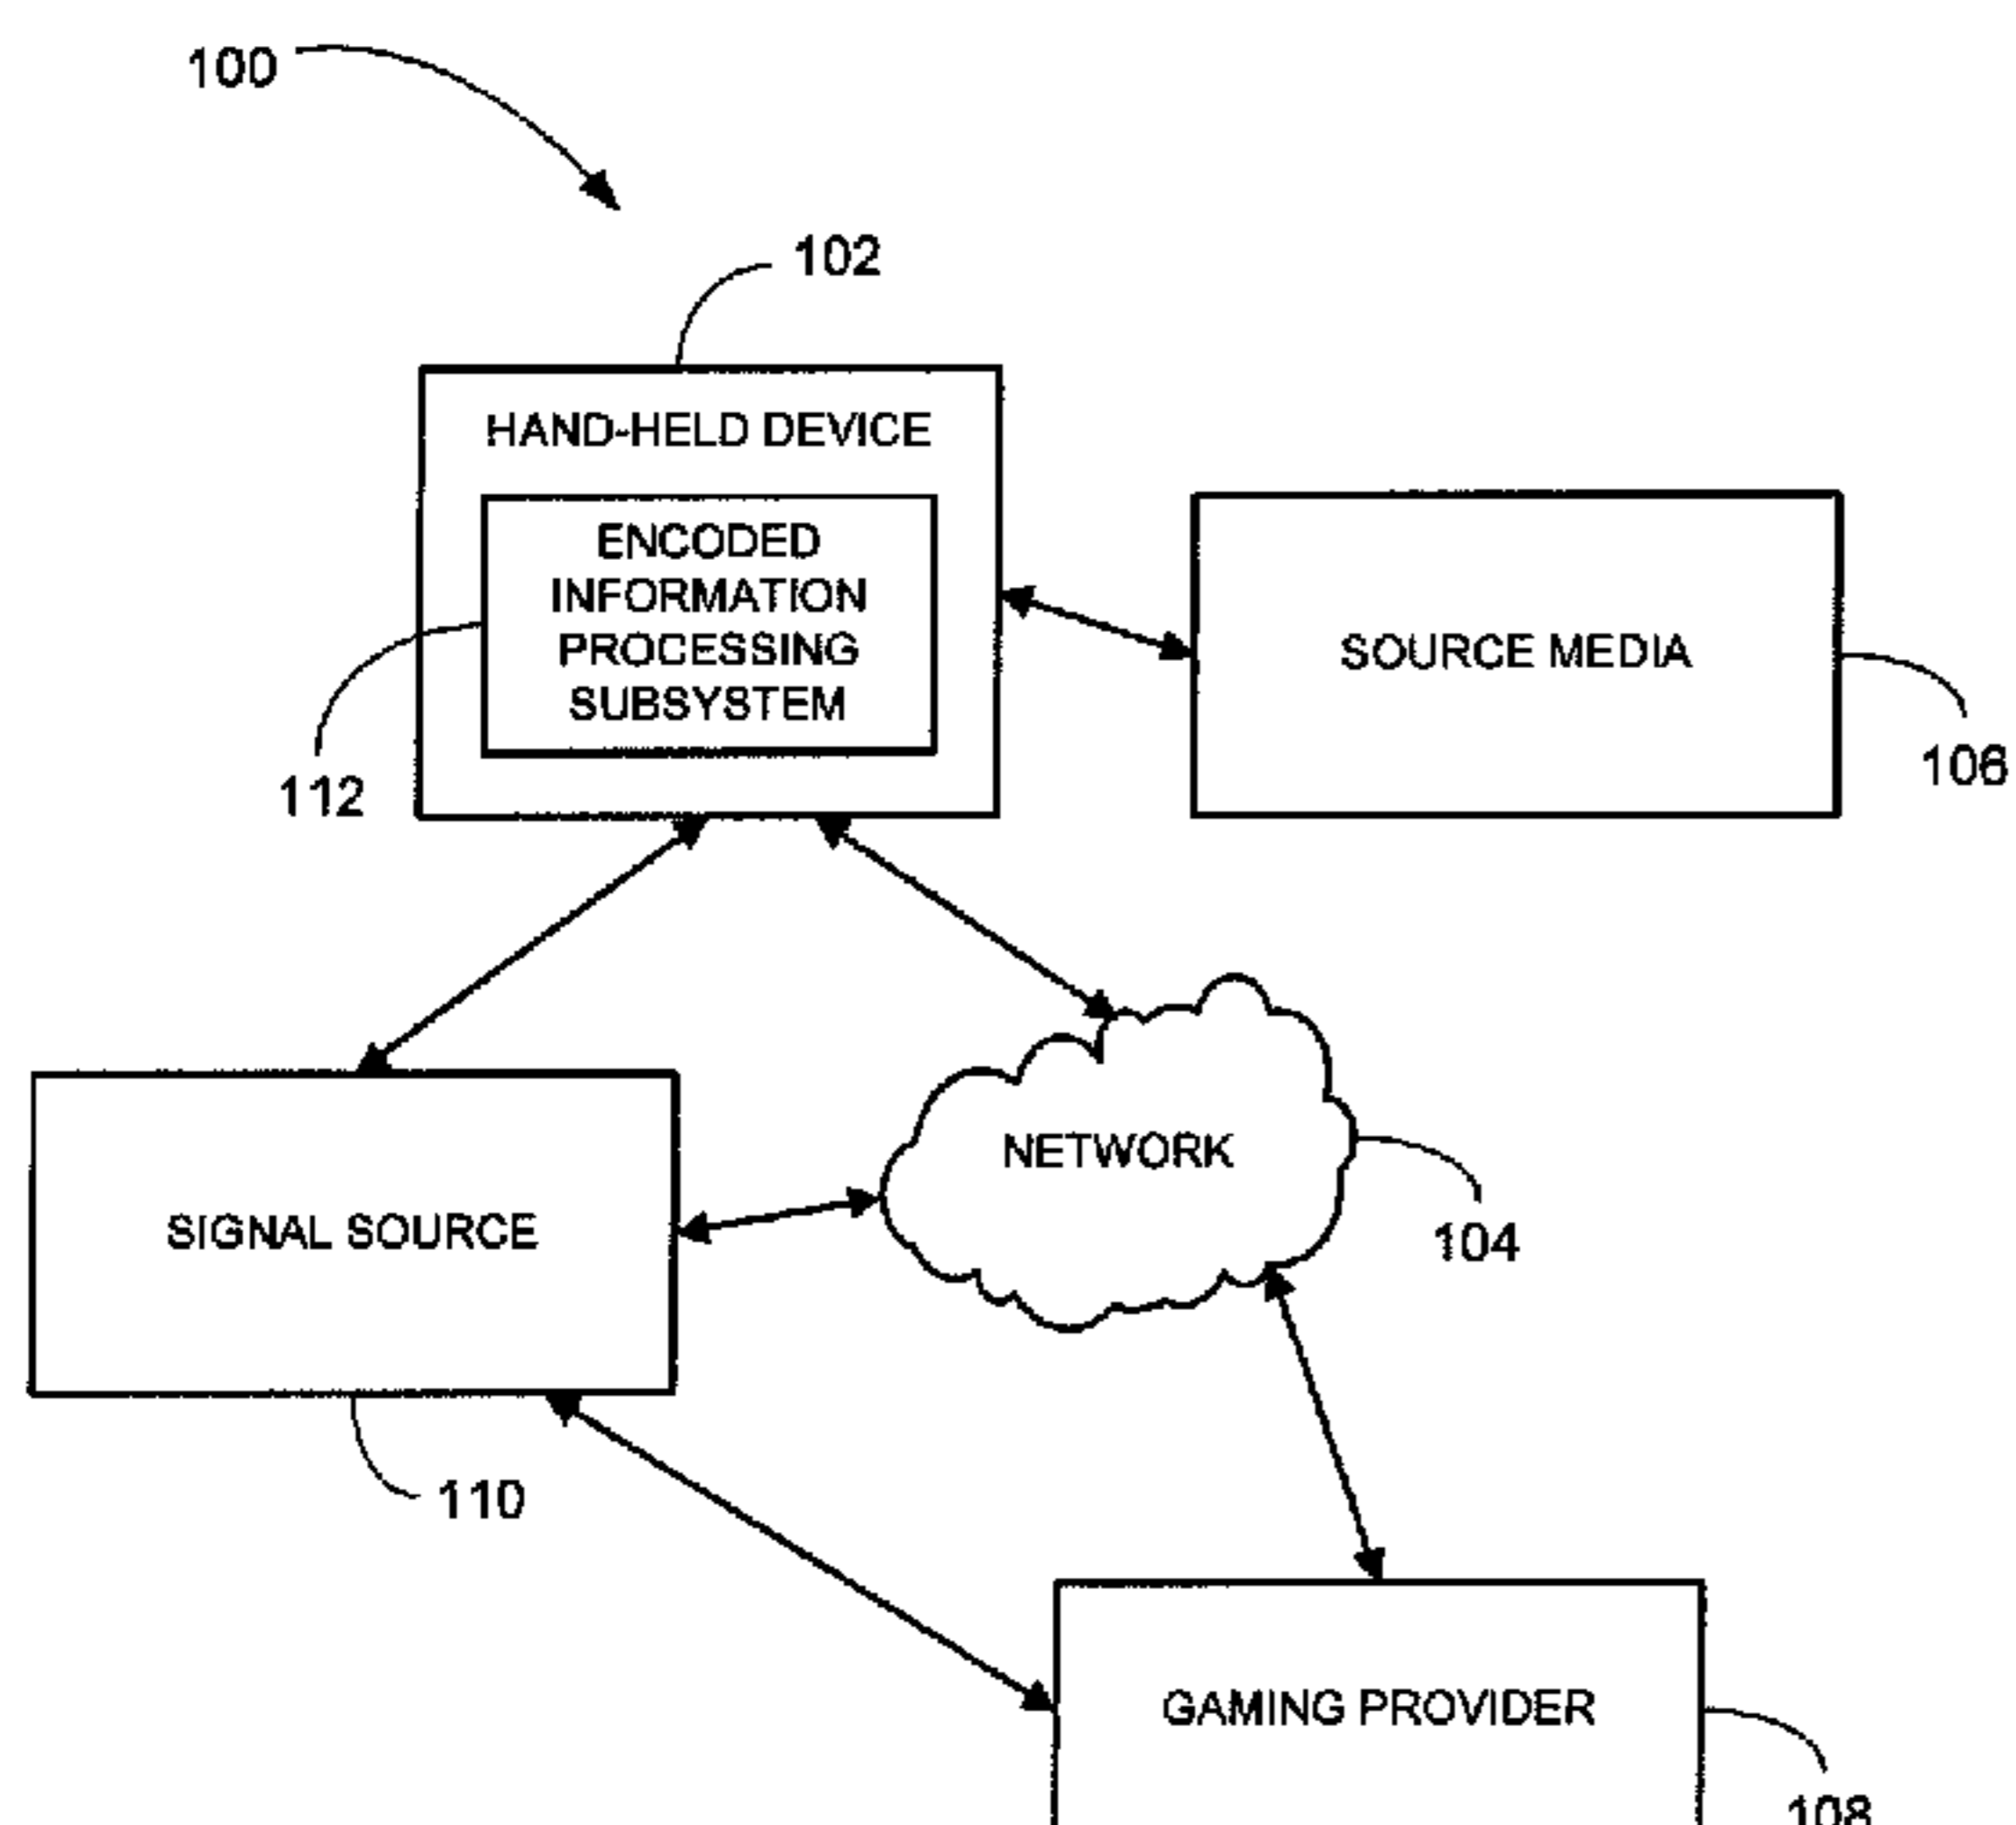 100
102
HAND-HELD DEVICE
ENCODED
INFORMATION
PROCESSING
SUBSYSTEM
SOURCE MEDIA
106
112
NETWORK
SIGNAL SOURCE
104
110
GAMING PROVIDER
108